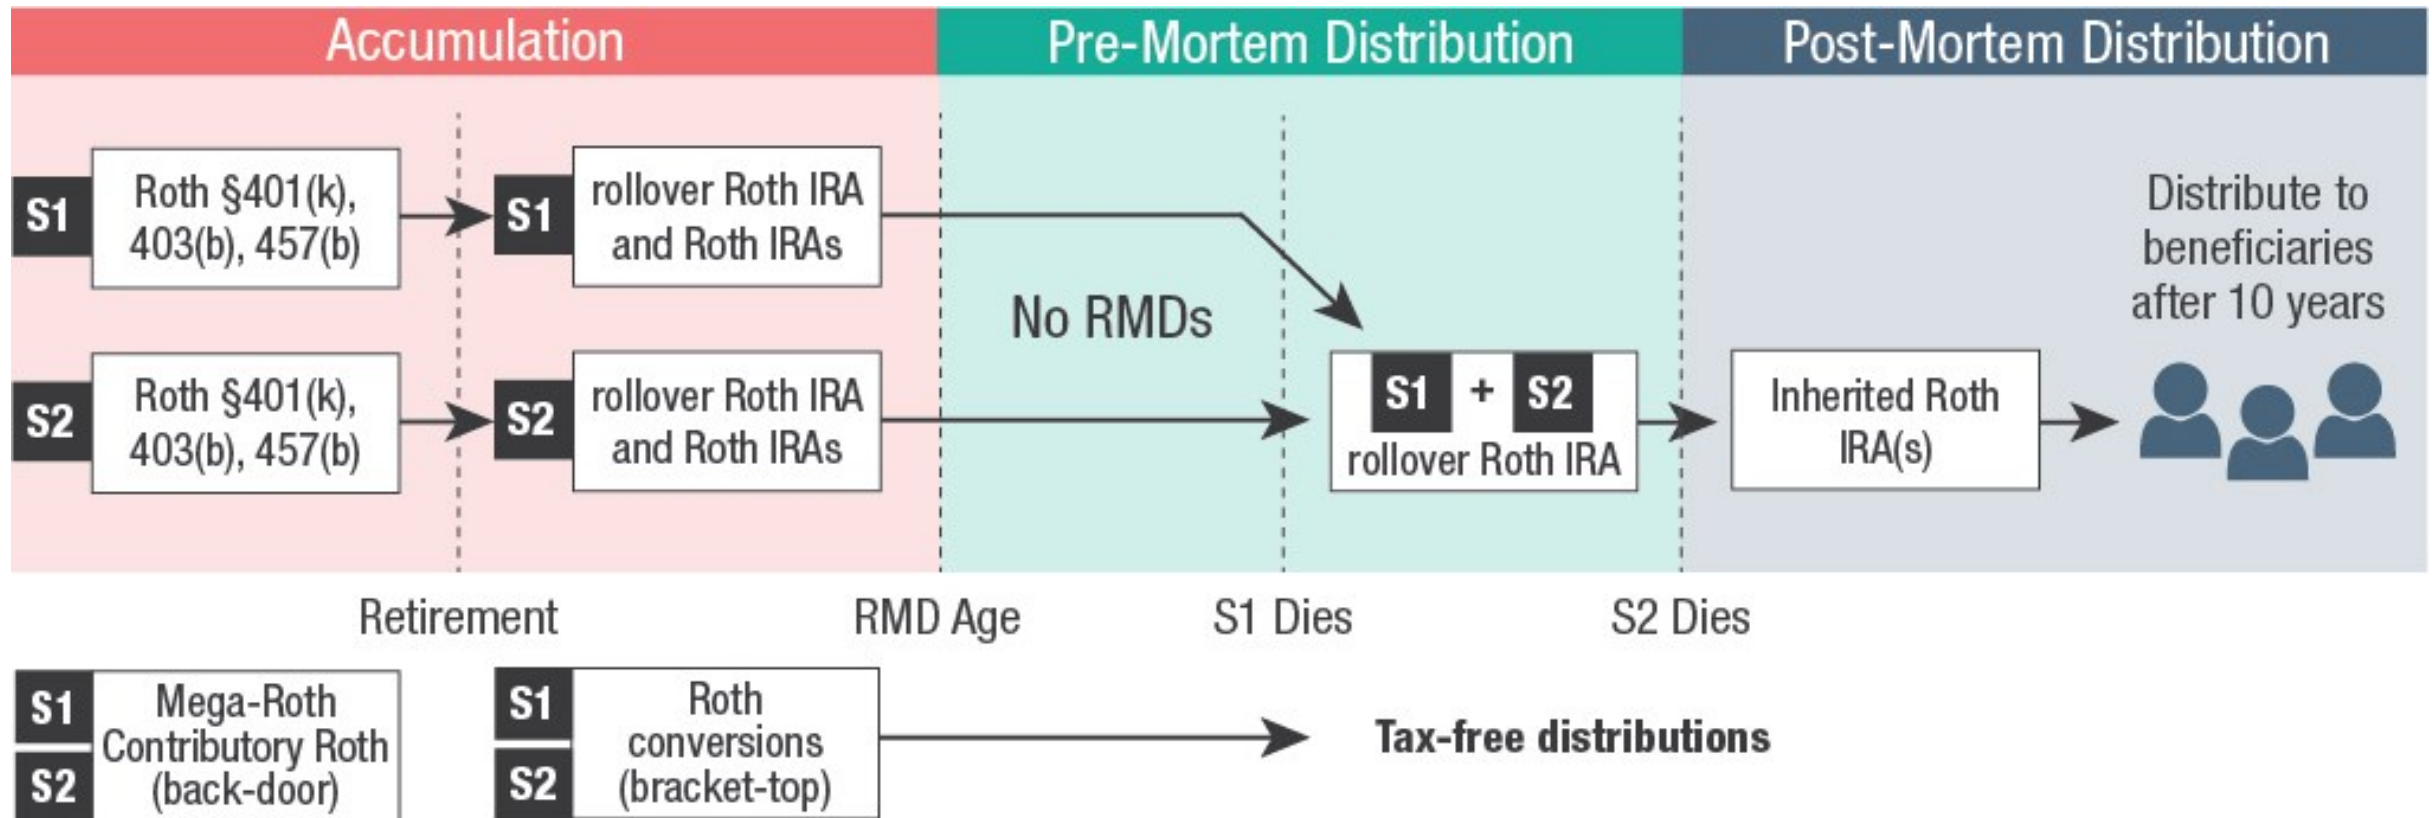 Accumulation
Pre-Mortem Distribution
Post-Mortem Distribution
S1
Roth §401(k),
403(b), 457(b)
S1
rollover Roth IRA
and Roth IRAs
S2
Roth §401(k),
403(b), 457(b)
S2
rollover Roth IRA
and Roth IRAs
No RMDs
S1 + S2
rollover Roth IRA
Inherited Roth
IRA(s)
Distribute to
beneficiaries
after 10 years
Retirement
RMD Age
S1 Dies
S2 Dies
S1
S2
Mega-Roth
Contributory Roth
(back-door)
S1
S2
Roth
conversions
(bracket-top)
Tax-free distributions